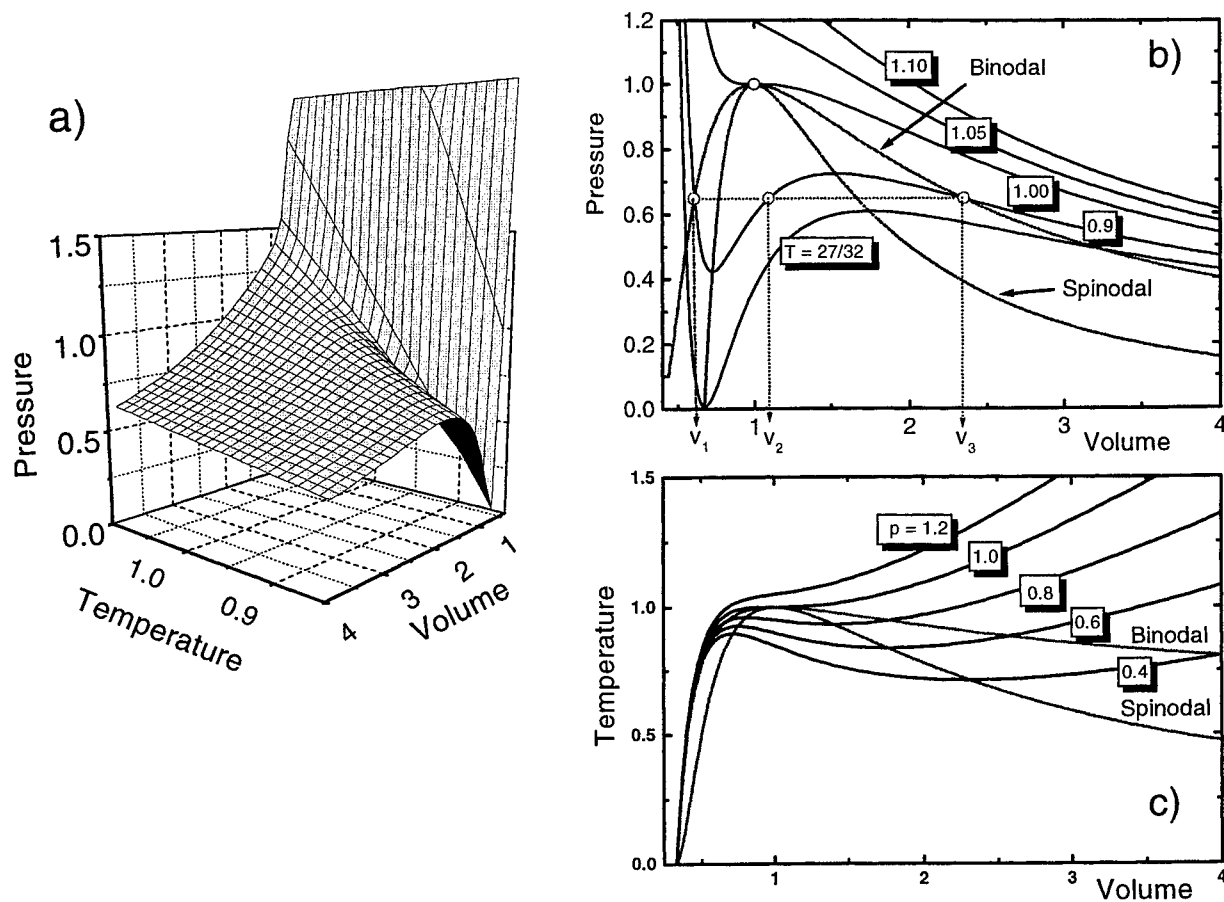 a)
Pressure
1.5
1.0
0.5
0.0
1.0
0.9
Temperature
4
3
2
1
Volume
b)
Pressure
1.2
1.0
0.8
0.6
0.4
0.2
0.0
1.10
Binodal
1.05
1.00
0.9
T = 27/32
Spinodal
1
2
3
4
v₁
v₂
v₃
Volume
c)
Temperature
1.5
1.0
0.5
0.0
p = 1.2
1.0
0.8
0.6
Binodal
0.4
Spinodal
1
2
3
4
Volume